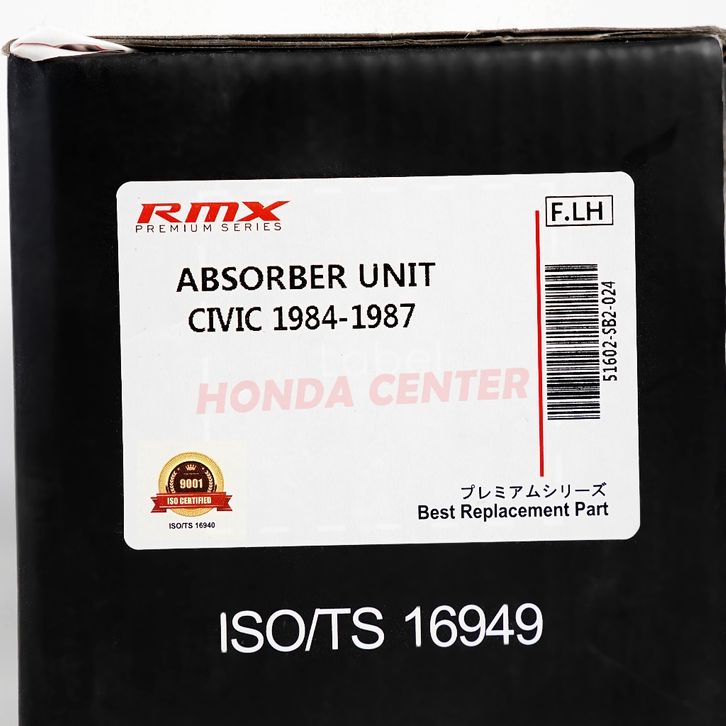 RMX
PREMIUM SERIES
F.LH
ABSORBER UNIT
CIVIC 1984-1987
51602-SB2-024
Label
HONDA CENTER
9001
ISO CERTIFIED
ISO/TS 16940
プレミアムシリーズ
Best Replacement Part
ISO/TS 16949